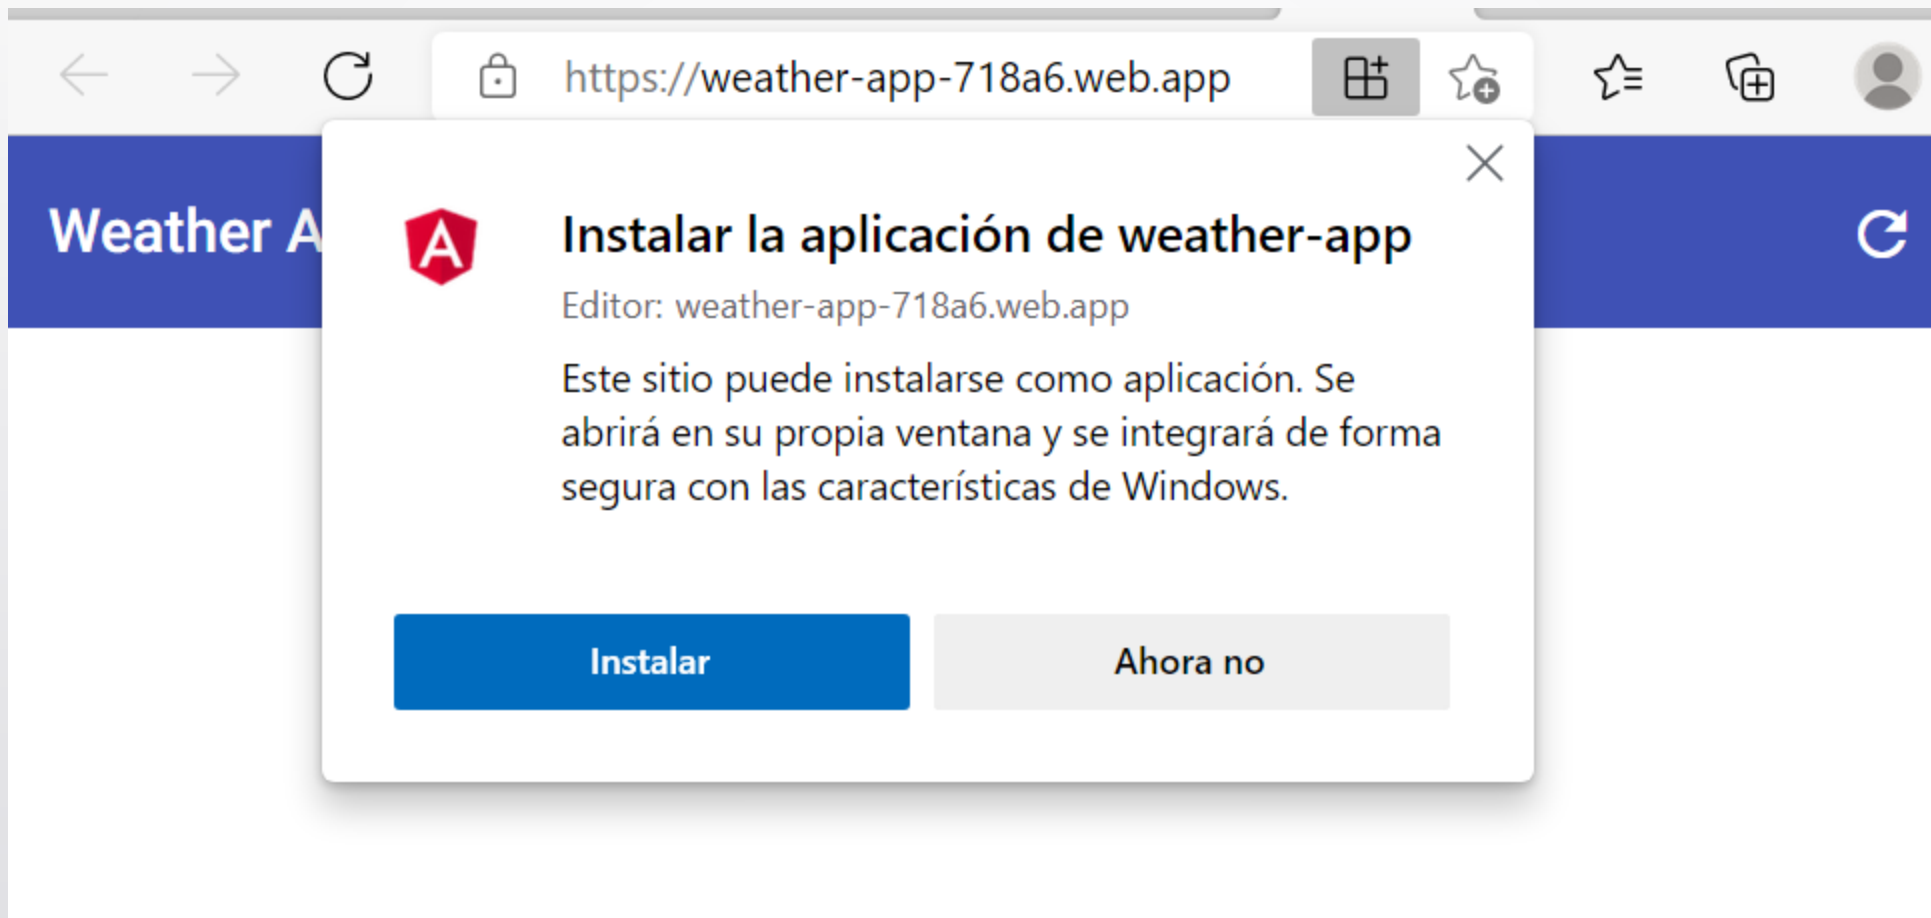 https://weather-app-718a6.web.app
Weather A
Instalar la aplicación de weather-app
Editor: weather-app-718a6.web.app
Este sitio puede instalarse como aplicación. Se
abrirá en su propia ventana y se integrará de forma
segura con las características de Windows.
Instalar
Ahora no